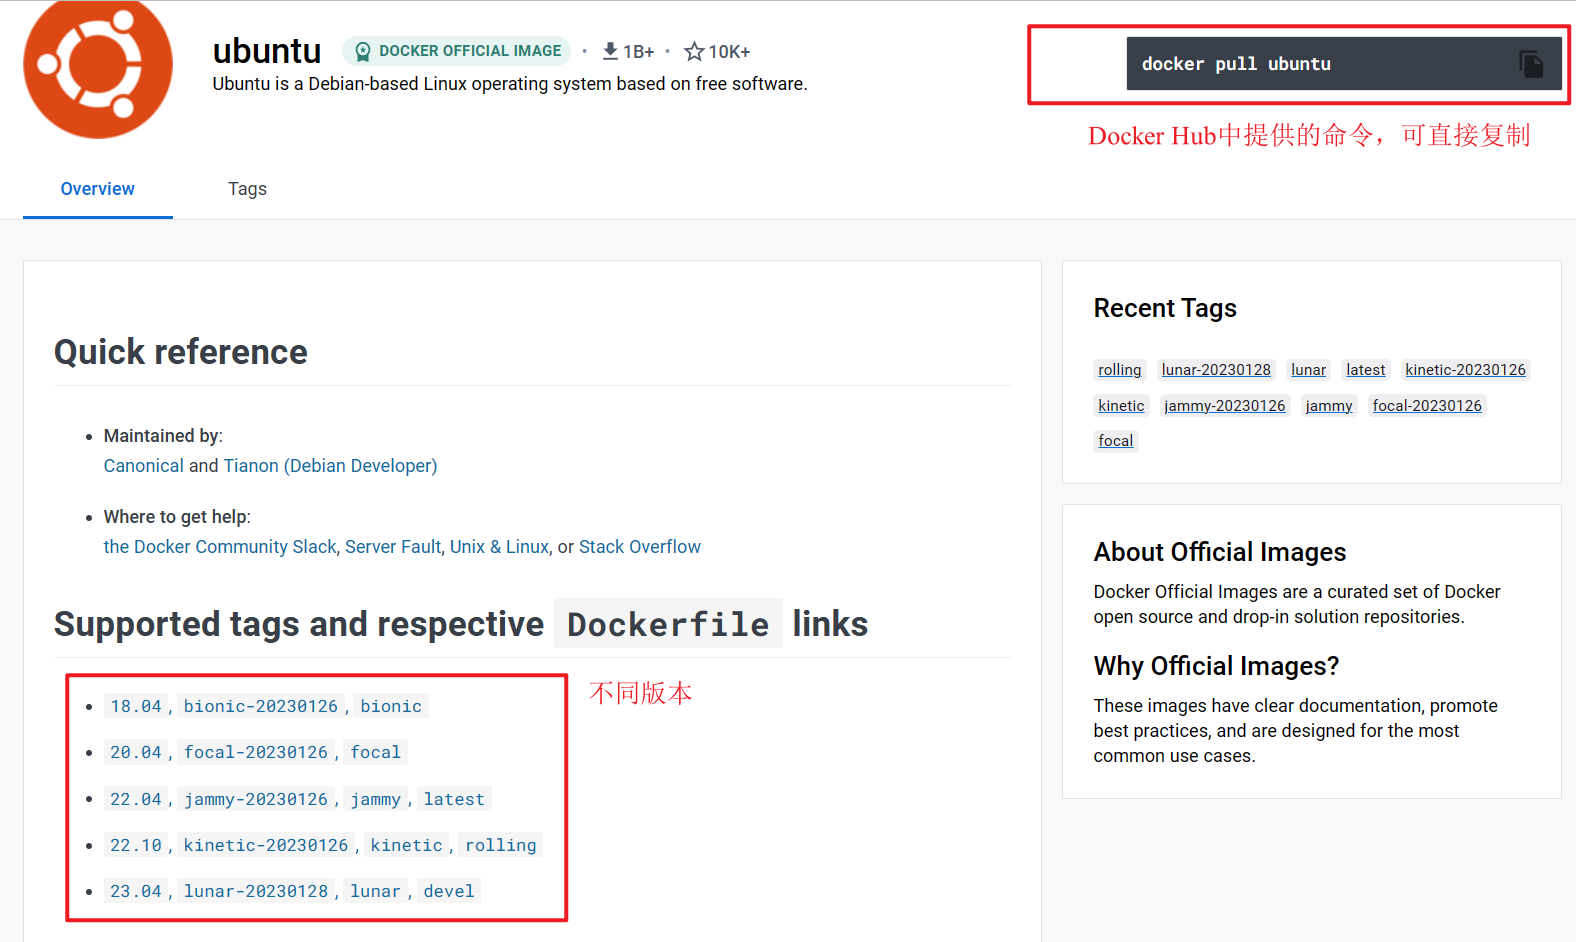 ubuntu DOCKER OFFICIAL IMAGE • 1B+ • 10K+
Ubuntu is a Debian-based Linux operating system based on free software.
docker pull ubuntu
Docker Hub中提供的命令，可直接复制
Overview Tags
Quick reference
• Maintained by:
Canonical and Tianon (Debian Developer)
• Where to get help:
the Docker Community Slack, Server Fault, Unix & Linux, or Stack Overflow
Supported tags and respective Dockerfile links
不同版本
• 18.04, bionic-20230126, bionic
• 20.04, focal-20230126, focal
• 22.04, jammy-20230126, jammy, latest
• 22.10, kinetic-20230126, kinetic, rolling
• 23.04, lunar-20230128, lunar, devel
Recent Tags
rolling lunar-20230128 lunar latest kinetic-20230126
kinetic jammy-20230126 jammy focal-20230126
focal
About Official Images
Docker Official Images are a curated set of Docker
open source and drop-in solution repositories.
Why Official Images?
These images have clear documentation, promote
best practices, and are designed for the most
common use cases.